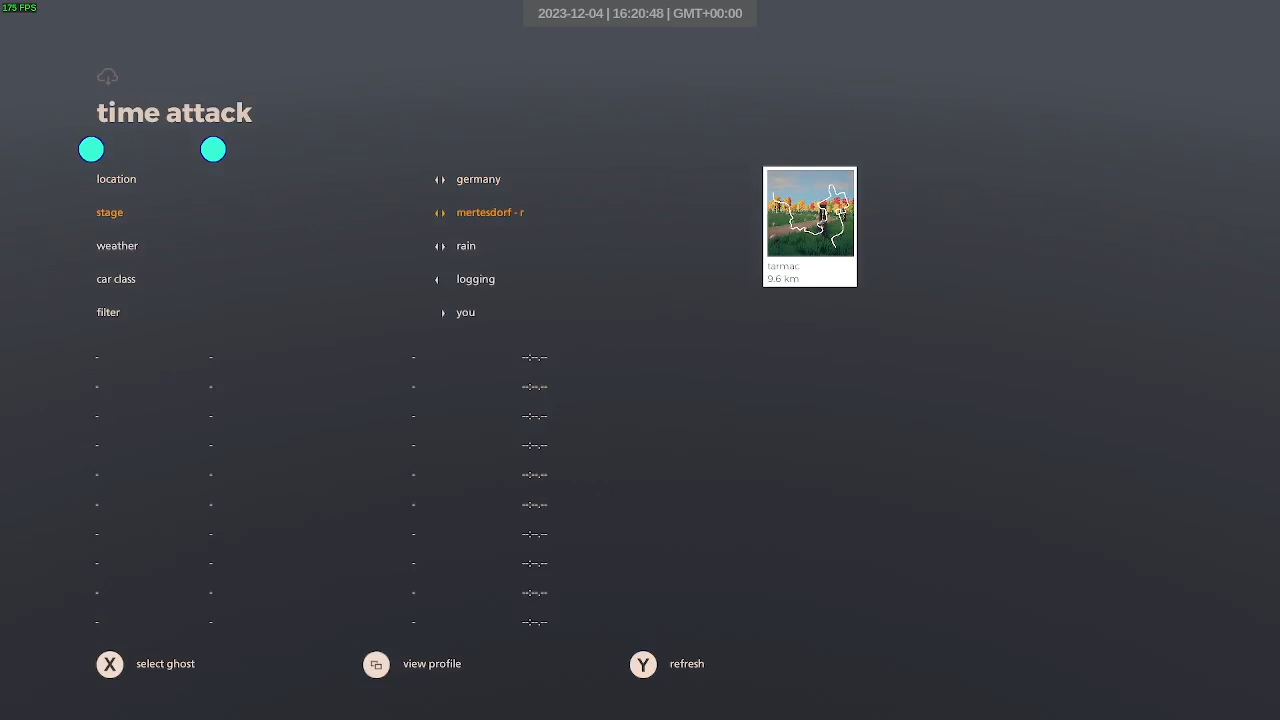 175 FPS
2023-12-04 | 16:20:48 | GMT+00:00
time attack
location germany
stage mertesdorf - r
weather rain
car class logging
filter you
tarmac
9.6 km
- - - --:--.--
- - - --:--.--
- - - --:--.--
- - - --:--.--
- - - --:--.--
- - - --:--.--
- - - --:--.--
- - - --:--.--
- - - --:--.--
- - - --:--.--
X select ghost view profile Y refresh